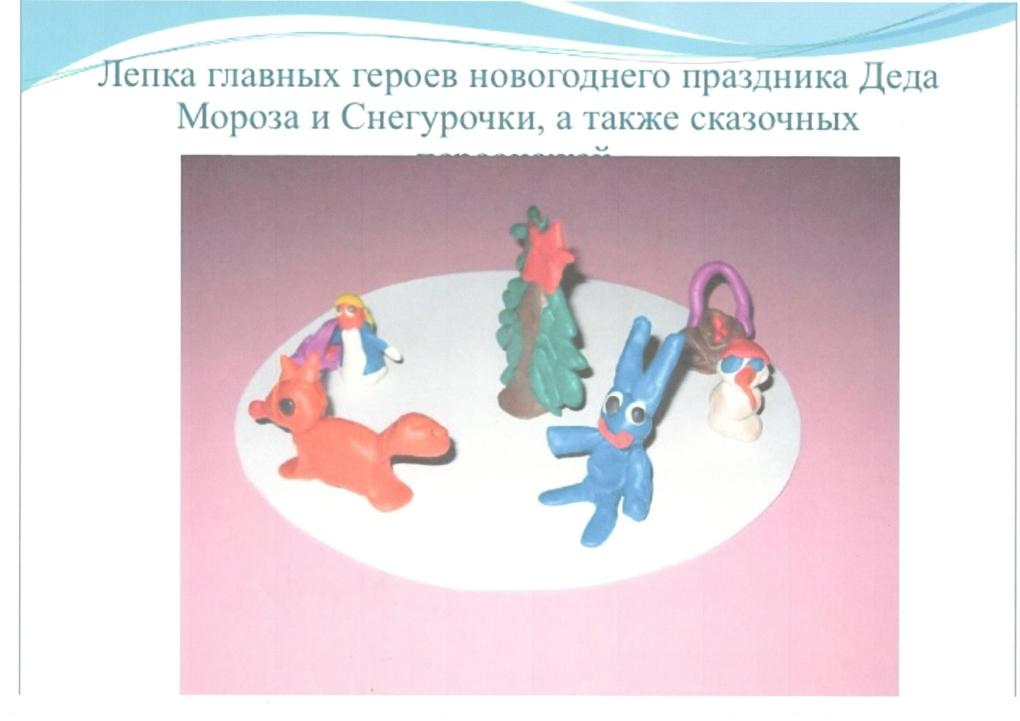 Лепка главных героев новогоднего праздника Деда
Мороза и Снегурочки, а также сказочных